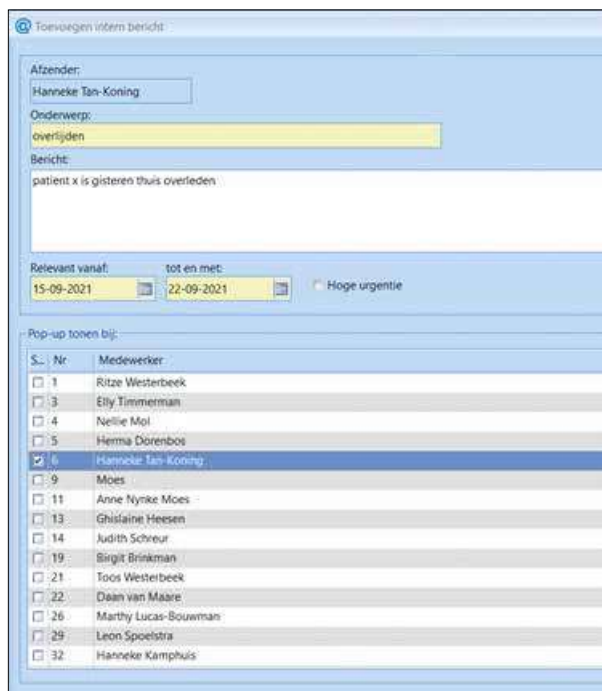 Toevoegen intern bericht
Afzender:
Hanneke Tan-Koning
Onderwerp:
overlijden
Bericht:
patient x is gisteren thuis overleden
Relevant vanaf: tot en met:
15-09-2021 22-09-2021 Hoge urgentie
Pop-up tonen bij:
S... Nr Medewerker
1 Ritze Westerbeek
3 Elly Timmerman
4 Nellie Mol
5 Herma Dorenbos
6 Hanneke Tan-Koning
9 Moes
11 Anne Nynke Moes
13 Ghislaine Heesen
14 Judith Schreur
19 Birgit Brinkman
21 Toos Westerbeek
22 Daan van Maare
26 Marthy Lucas-Bouwman
29 Leon Spoelstra
32 Hanneke Kamphuis